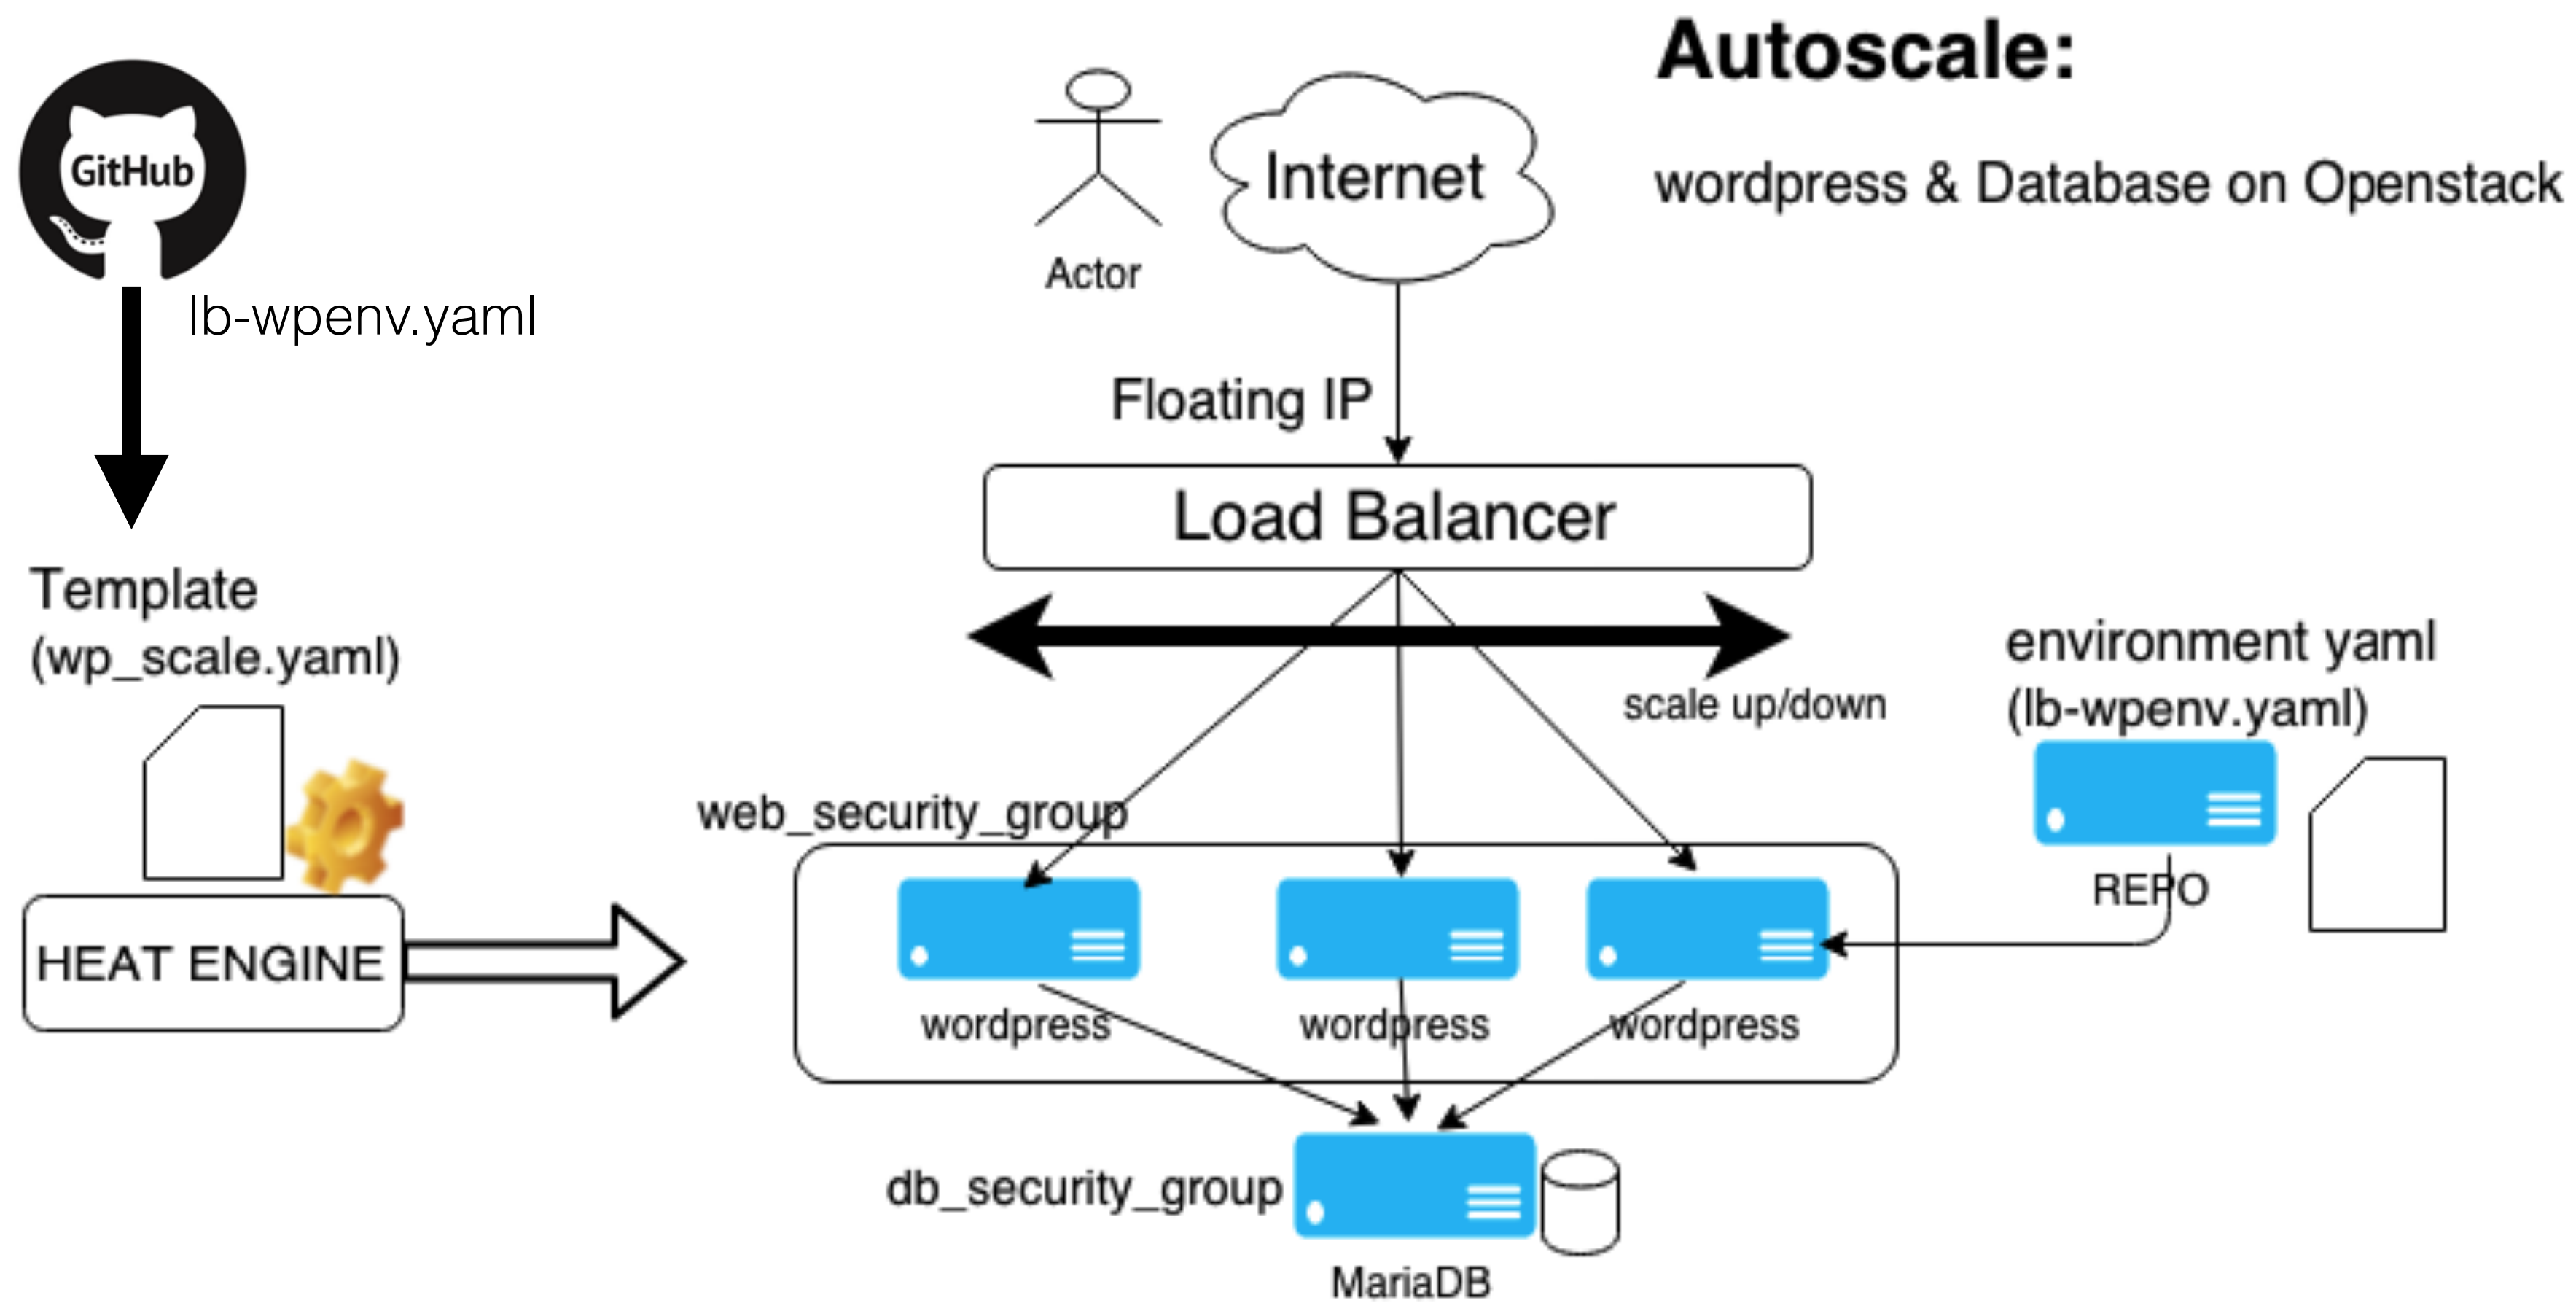 Autoscale:
wordpress & Database on Openstack
GitHub
lb-wpenv.yaml
Internet
Actor
Floating IP
Load Balancer
Template
(wp_scale.yaml)
scale up/down
environment yaml
(lb-wpenv.yaml)
web_security_group
REPO
HEAT ENGINE
wordpress
wordpress
wordpress
db_security_group
MariaDB